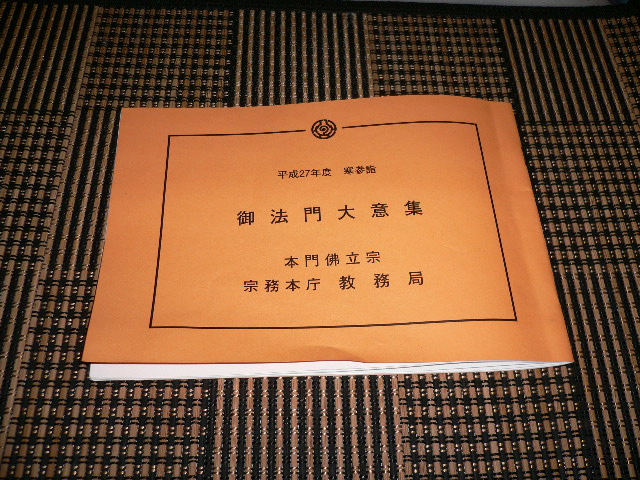 平成27年度 寒参詣
御法門大意集
本門佛立宗
宗務本庁 教務局